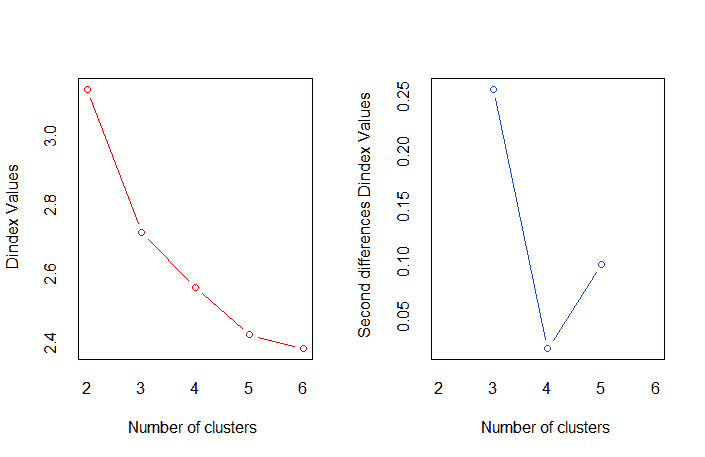 Dindex Values
3.0
2.8
2.6
2.4
2 3 4 5 6
Number of clusters
Second differences Dindex Values
0.25
0.20
0.15
0.10
0.05
2 3 4 5 6
Number of clusters